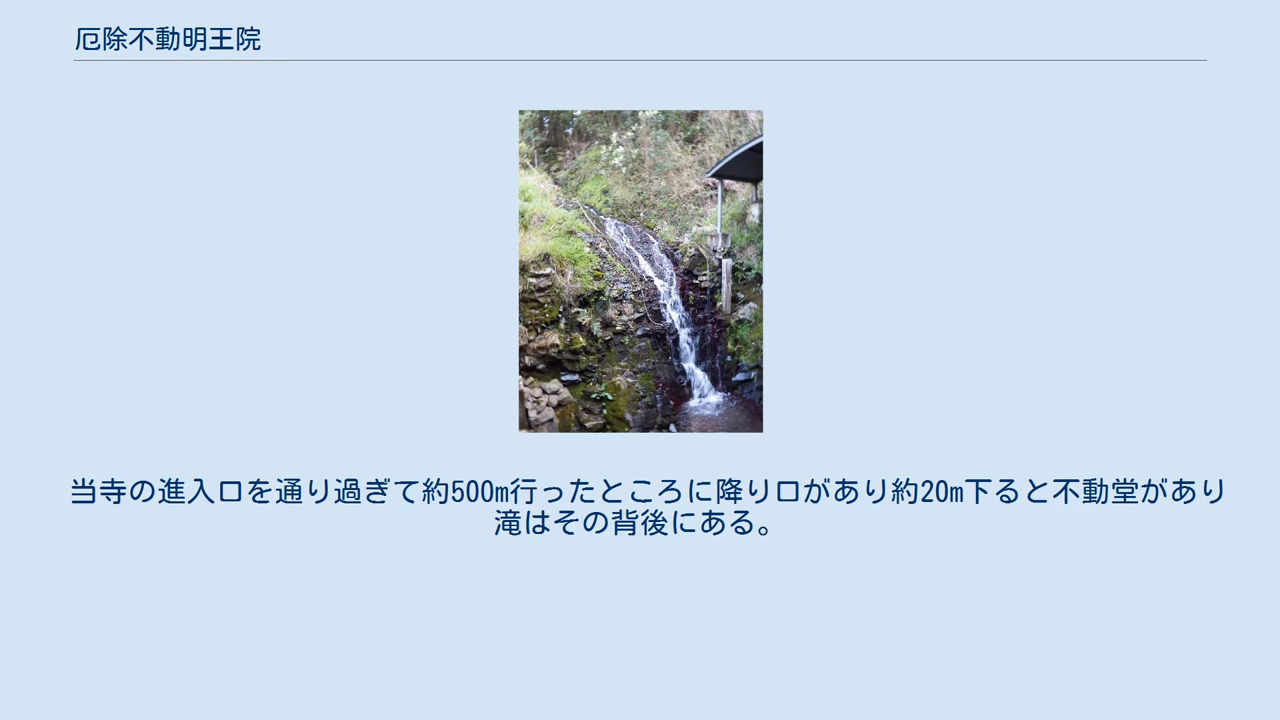 厄除不動明王院
当寺の進入口を通り過ぎて約500m行ったところに降り口があり約20m下ると不動堂があり
滝はその背後にある。